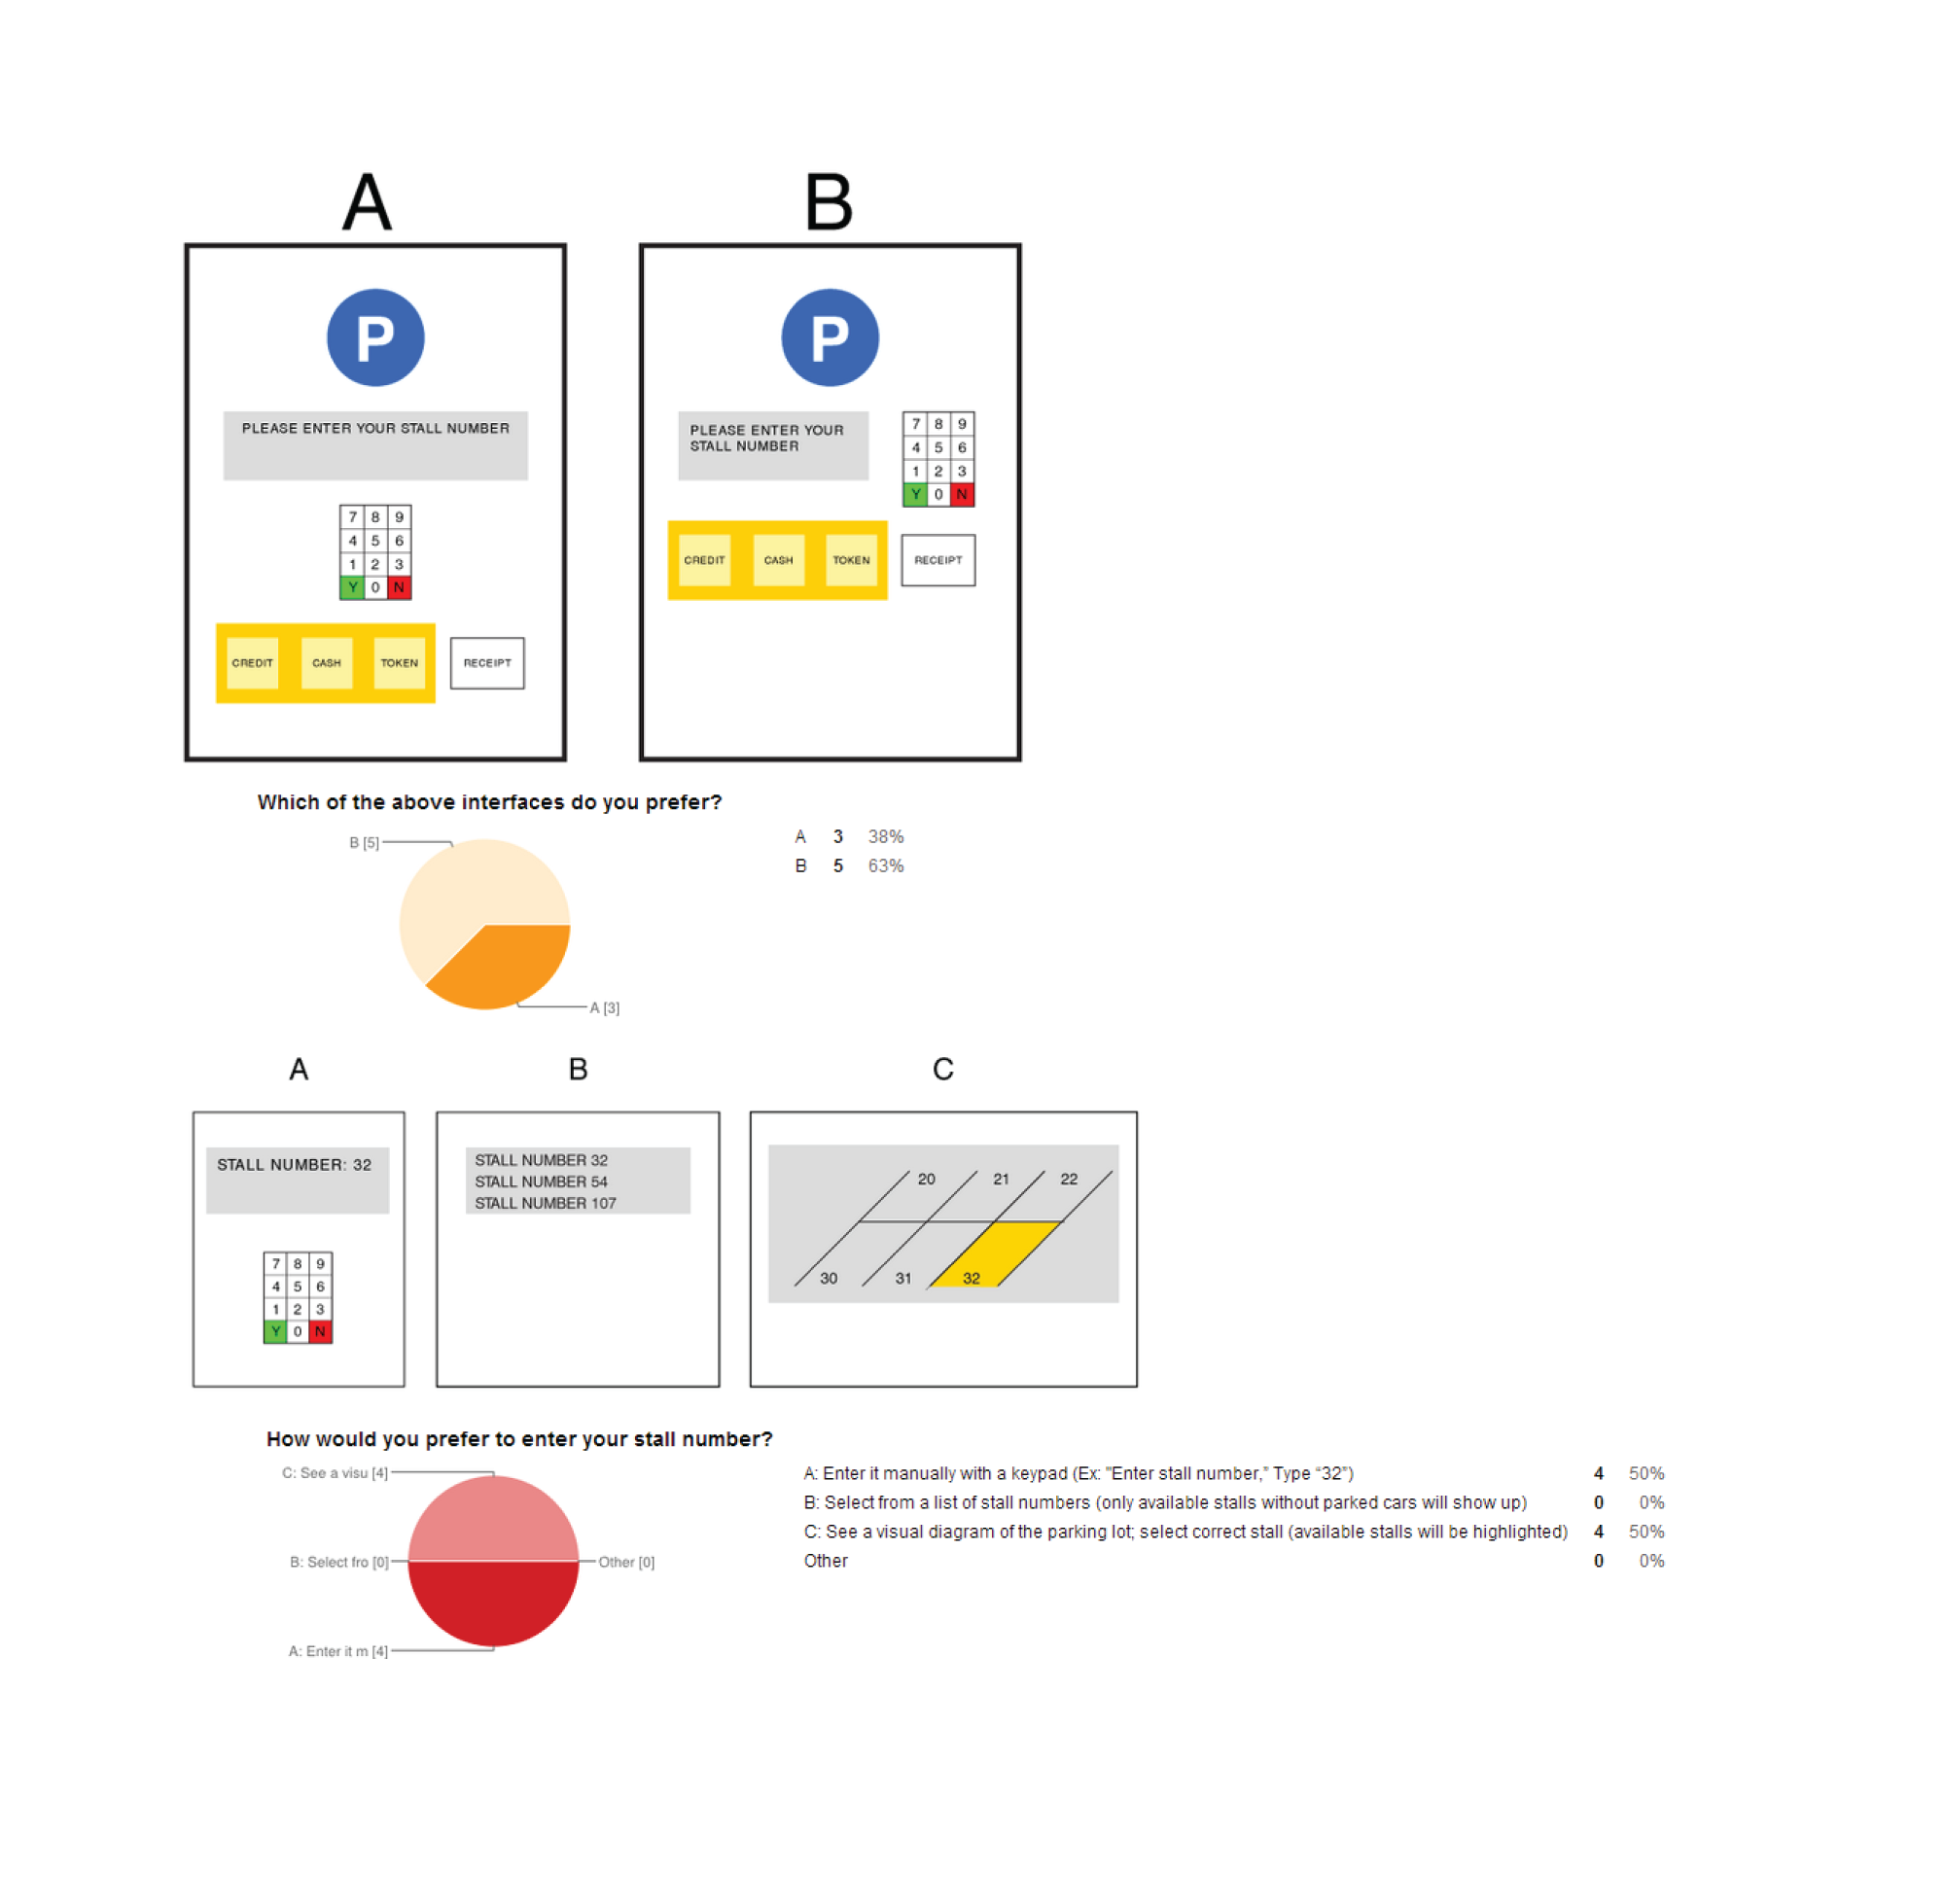 A
B
P
P
PLEASE ENTER YOUR STALL NUMBER
PLEASE ENTER YOUR
STALL NUMBER
7 8 9
4 5 6
1 2 3
Y 0 N
7 8 9
4 5 6
1 2 3
Y 0 N
CREDIT CASH TOKEN RECEIPT
CREDIT CASH TOKEN RECEIPT
Which of the above interfaces do you prefer?
B [5]
A [3]
A 3 38%
B 5 63%
A
B
C
STALL NUMBER: 32
7 8 9
4 5 6
1 2 3
Y 0 N
STALL NUMBER 32
STALL NUMBER 54
STALL NUMBER 107
20 21 22
30 31 32
How would you prefer to enter your stall number?
C: See a visu [4]
B: Select fro [0]
Other [0]
A: Enter it m [4]
A: Enter it manually with a keypad (Ex: "Enter stall number,” Type “32”) 4 50%
B: Select from a list of stall numbers (only available stalls without parked cars will show up) 0 0%
C: See a visual diagram of the parking lot; select correct stall (available stalls will be highlighted) 4 50%
Other 0 0%